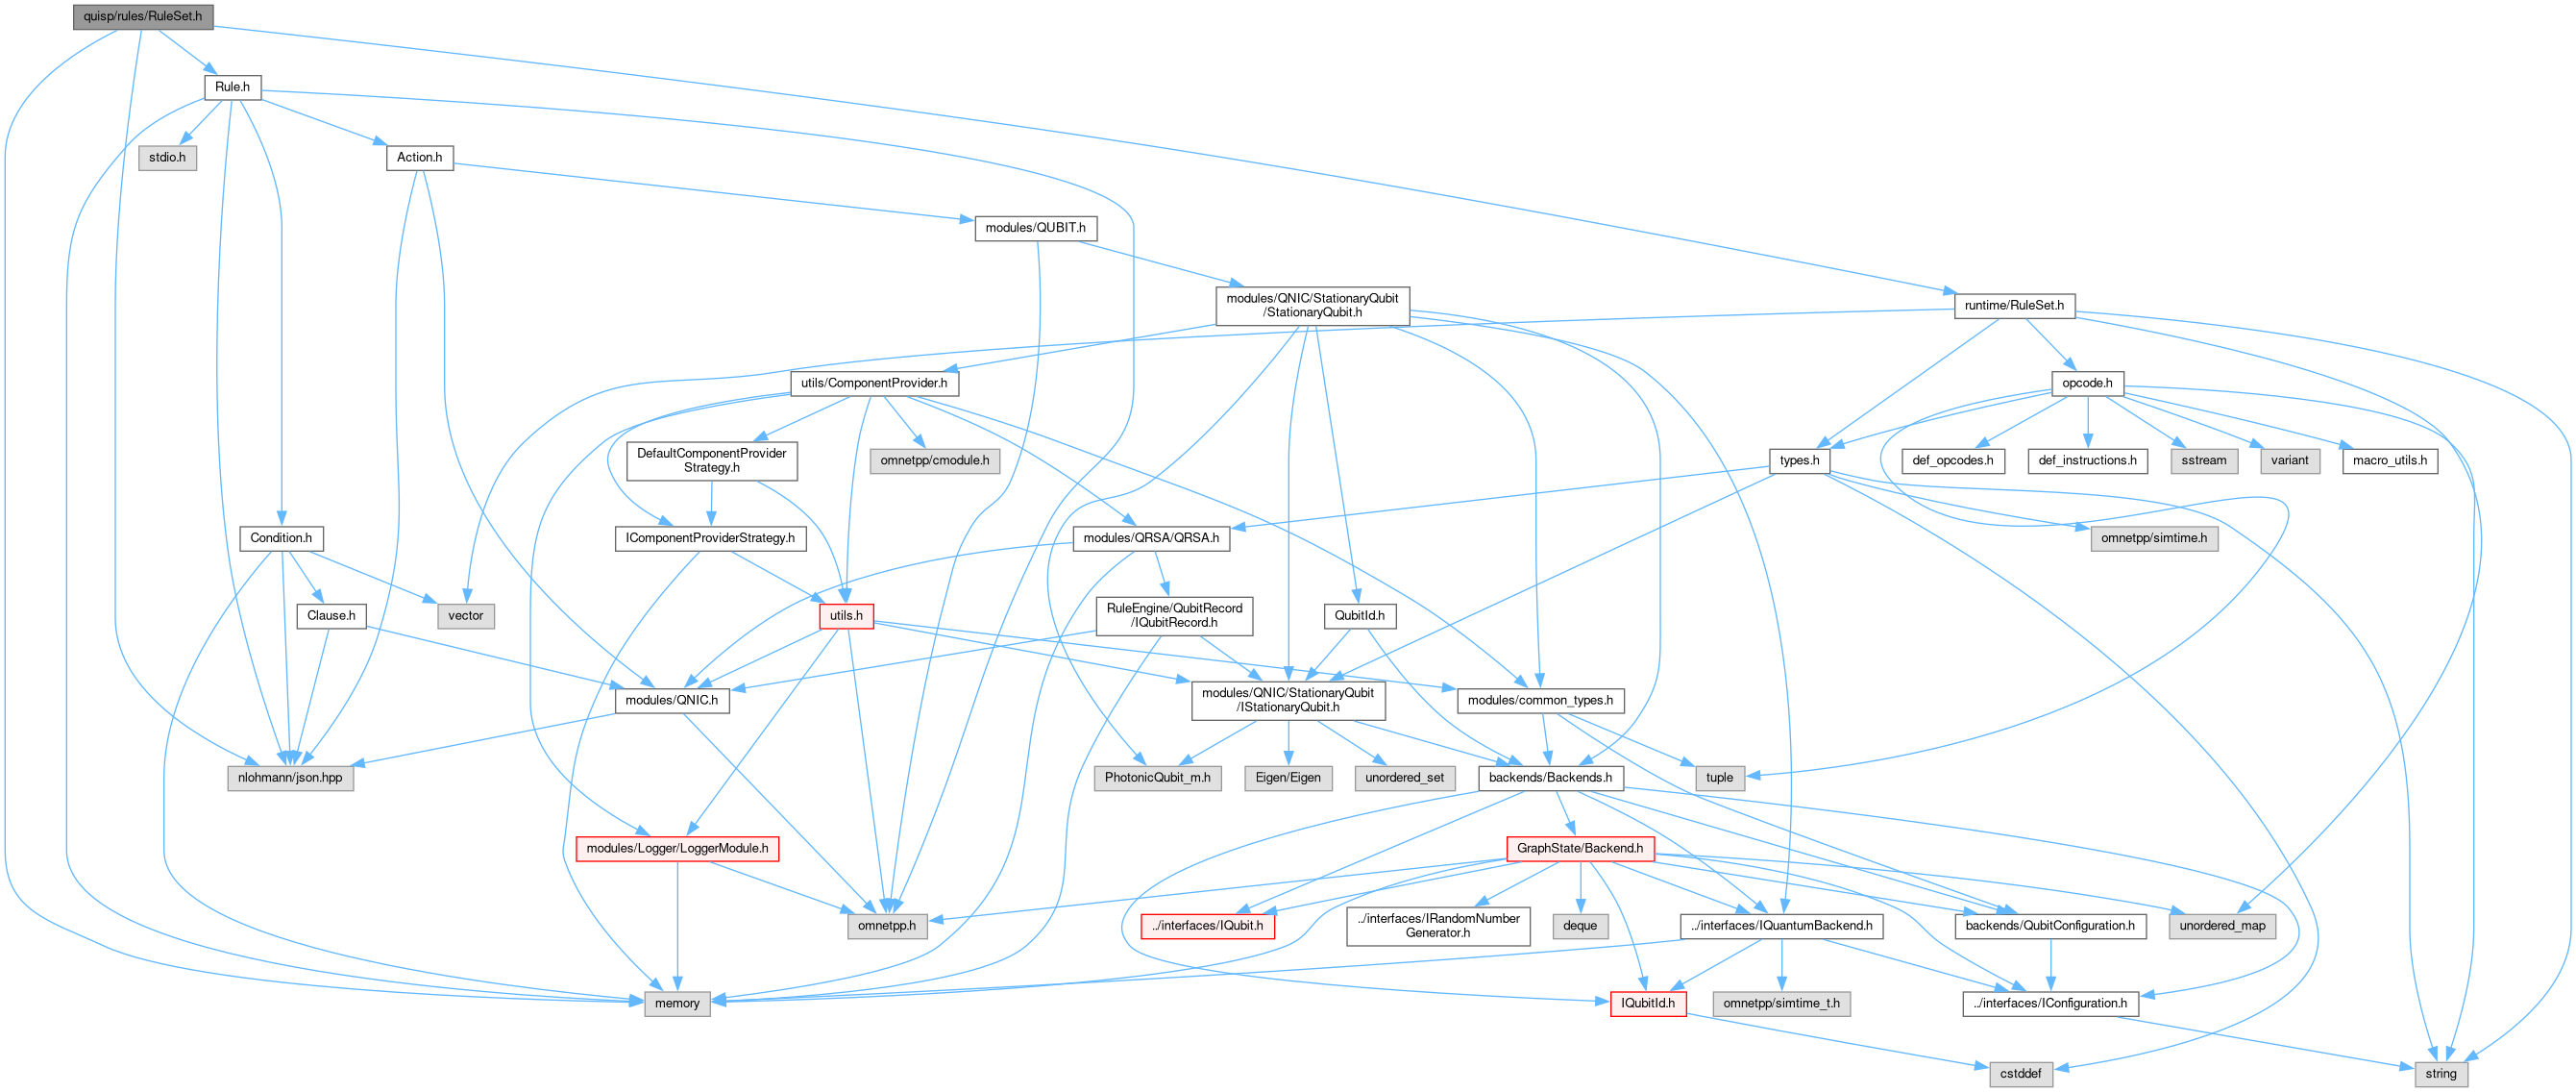 quisp/rules/RuleSet.h
Rule.h
stdio.h
Action.h
modules/QUBIT.h
modules/QNIC/StationaryQubit
/StationaryQubit.h
runtime/RuleSet.h
utils/ComponentProvider.h
opcode.h
DefaultComponentProvider
Strategy.h
omnetpp/cmodule.h
types.h
def_opcodes.h
def_instructions.h
sstream
variant
macro_utils.h
Condition.h
IComponentProviderStrategy.h
modules/QRSA/QRSA.h
omnetpp/simtime.h
Clause.h
vector
utils.h
RuleEngine/QubitRecord
/IQubitRecord.h
QubitId.h
modules/QNIC.h
modules/QNIC/StationaryQubit
/IStationaryQubit.h
modules/common_types.h
nlohmann/json.hpp
PhotonicQubit_m.h
Eigen/Eigen
unordered_set
backends/Backends.h
tuple
modules/Logger/LoggerModule.h
GraphState/Backend.h
omnetpp.h
../interfaces/IQubit.h
../interfaces/IRandomNumber
Generator.h
deque
../interfaces/IQuantumBackend.h
backends/QubitConfiguration.h
unordered_map
memory
IQubitId.h
omnetpp/simtime_t.h
../interfaces/IConfiguration.h
cstddef
string